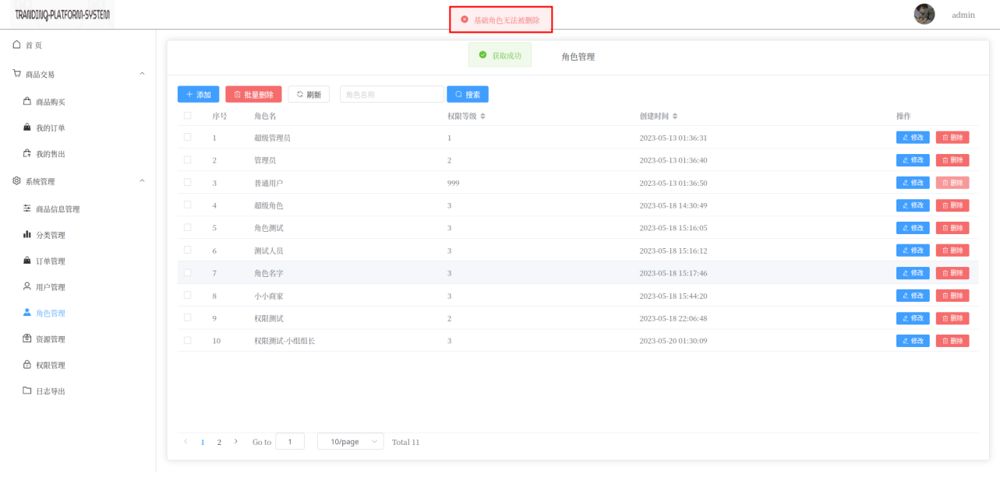 TRANDINQ-PLATFORM-SYSTEM
基础角色无法被删除
admin
首页
商品交易
商品购买
我的订单
我的售出
系统管理
商品信息管理
分类管理
订单管理
用户管理
角色管理
资源管理
权限管理
日志导出
获取成功
角色管理
添加 批量删除 刷新 角色名称 搜索
序号 角色名 权限等级 创建时间 操作
1 超级管理员 1 2023-05-13 01:36:31 修改 删除
2 管理员 2 2023-05-13 01:36:40 修改 删除
3 普通用户 999 2023-05-13 01:36:50 修改 删除
4 超级角色 3 2023-05-18 14:30:49 修改 删除
5 角色测试 3 2023-05-18 15:16:05 修改 删除
6 测试人员 3 2023-05-18 15:16:12 修改 删除
7 角色名字 3 2023-05-18 15:17:46 修改 删除
8 小小商家 3 2023-05-18 15:44:20 修改 删除
9 权限测试 2 2023-05-18 22:06:48 修改 删除
10 权限测试-小组组长 3 2023-05-20 01:30:09 修改 删除
1 2 Go to 1 10/page Total 11